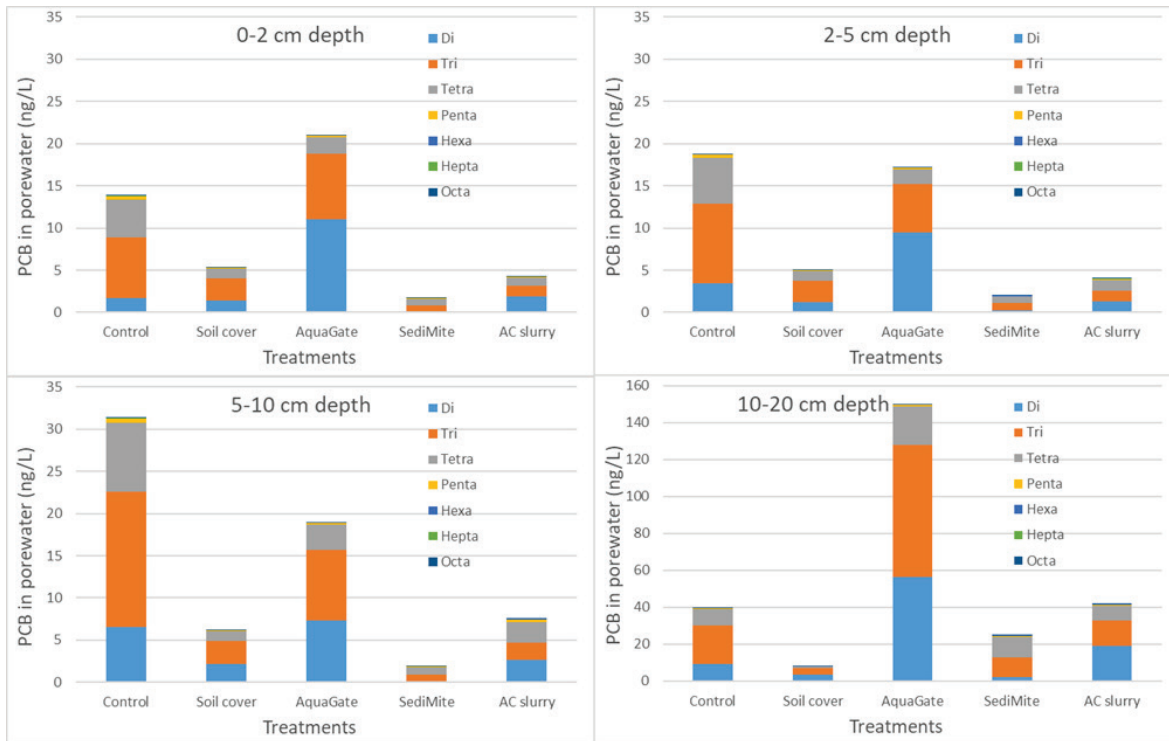 0-2 cm depth
PCB in porewater (ng/L)
35
30
25
20
15
10
5
0
Di
Tri
Tetra
Penta
Hexa
Hepta
Octa
Control Soil cover AquaGate SediMite AC slurry
Treatments
2-5 cm depth
PCB in porewater (ng/L)
35
30
25
20
15
10
5
0
Di
Tri
Tetra
Penta
Hexa
Hepta
Octa
Control Soil cover AquaGate SediMite AC slurry
Treatments
5-10 cm depth
PCB in porewater (ng/L)
35
30
25
20
15
10
5
0
Di
Tri
Tetra
Penta
Hexa
Hepta
Octa
Control Soil cover AquaGate SediMite AC slurry
Treatments
10-20 cm depth
PCB in porewater (ng/L)
160
140
120
100
80
60
40
20
0
Di
Tri
Tetra
Penta
Hexa
Hepta
Octa
Control Soil cover AquaGate SediMite AC slurry
Treatments